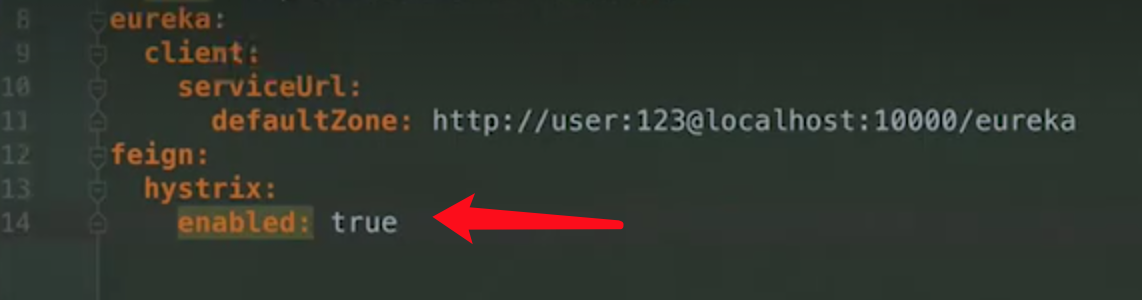 8 eureka:
9 client:
10 serviceUrl:
11 defaultZone: http://user:123@localhost:10000/eureka
12 feign:
13 hystrix:
14 enabled: true